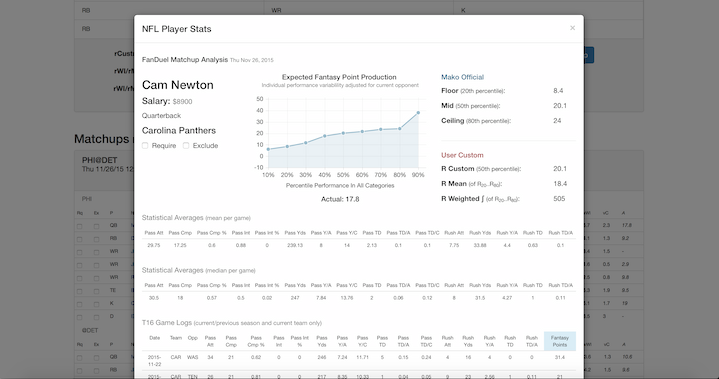 RB WR K
RB
NFL Player Stats ×
FanDuel Matchup Analysis Thu Nov 26, 2015
Cam Newton
Salary: $8900
Quarterback
Carolina Panthers
Require Exclude
Expected Fantasy Point Production
Individual performance variability adjusted for current opponent
50
40
30
20
10
0
-10
10% 20% 30% 40% 50% 60% 70% 80% 90%
Percentile Performance In All Categories
Actual: 17.8
Mako Official
Floor (20th percentile): 8.4
Mid (50th percentile): 20.1
Ceiling (80th percentile): 24
User Custom
R Custom (50th percentile): 20.1
R Mean (of R20..R80): 18.4
R Weighted ∫ (of R20..R80): 505
Matchups
PHI@DET
Thu 11/26/15 12
PHI
Statistical Averages (mean per game)
Pass Att Pass Cmp Pass Cmp % Pass Int Pass Int % Pass Yds Pass Y/A Pass Y/C Pass TD Pass TD/A Pass TD/C Rush Att Rush Yds Rush Y/A Rush TD Rush TD/A
29.75 17.25 0.6 0.88 0 239.13 8 14 2.13 0.1 0.1 7.75 33.88 4.4 0.63 0.1
Statistical Averages (median per game)
Pass Att Pass Cmp Pass Cmp % Pass Int Pass Int % Pass Yds Pass Y/A Pass Y/C Pass TD Pass TD/A Pass TD/C Rush Att Rush Yds Rush Y/A Rush TD Rush TD/A
30.5 18 0.57 0.5 0.02 247 7.84 13.76 2 0.06 0.12 8 31.5 4.27 1 0.11
T16 Game Logs (current/previous season and current team only)
Date Team Opp Pass Att Pass Cmp Pass Cmp % Pass Int Pass Int % Pass Yds Pass Y/A Pass Y/C Pass TD Pass TD/A Pass TD/C Rush Att Rush Yds Rush Y/A Rush TD Rush TD/A Fantasy Points
2015-11-22 CAR WAS 34 21 0.62 0 0 246 7.24 11.71 5 0.15 0.24 4 16 4 0 0 31.4
2015- CAR TEN 26 21 0.81 0 0 217 8.35 10.33 1 0.04 0.05 9 23 2.56 1 0.11 21
QB
RB
WR
WR
WR
TE
K
D
@DET
QB
RB